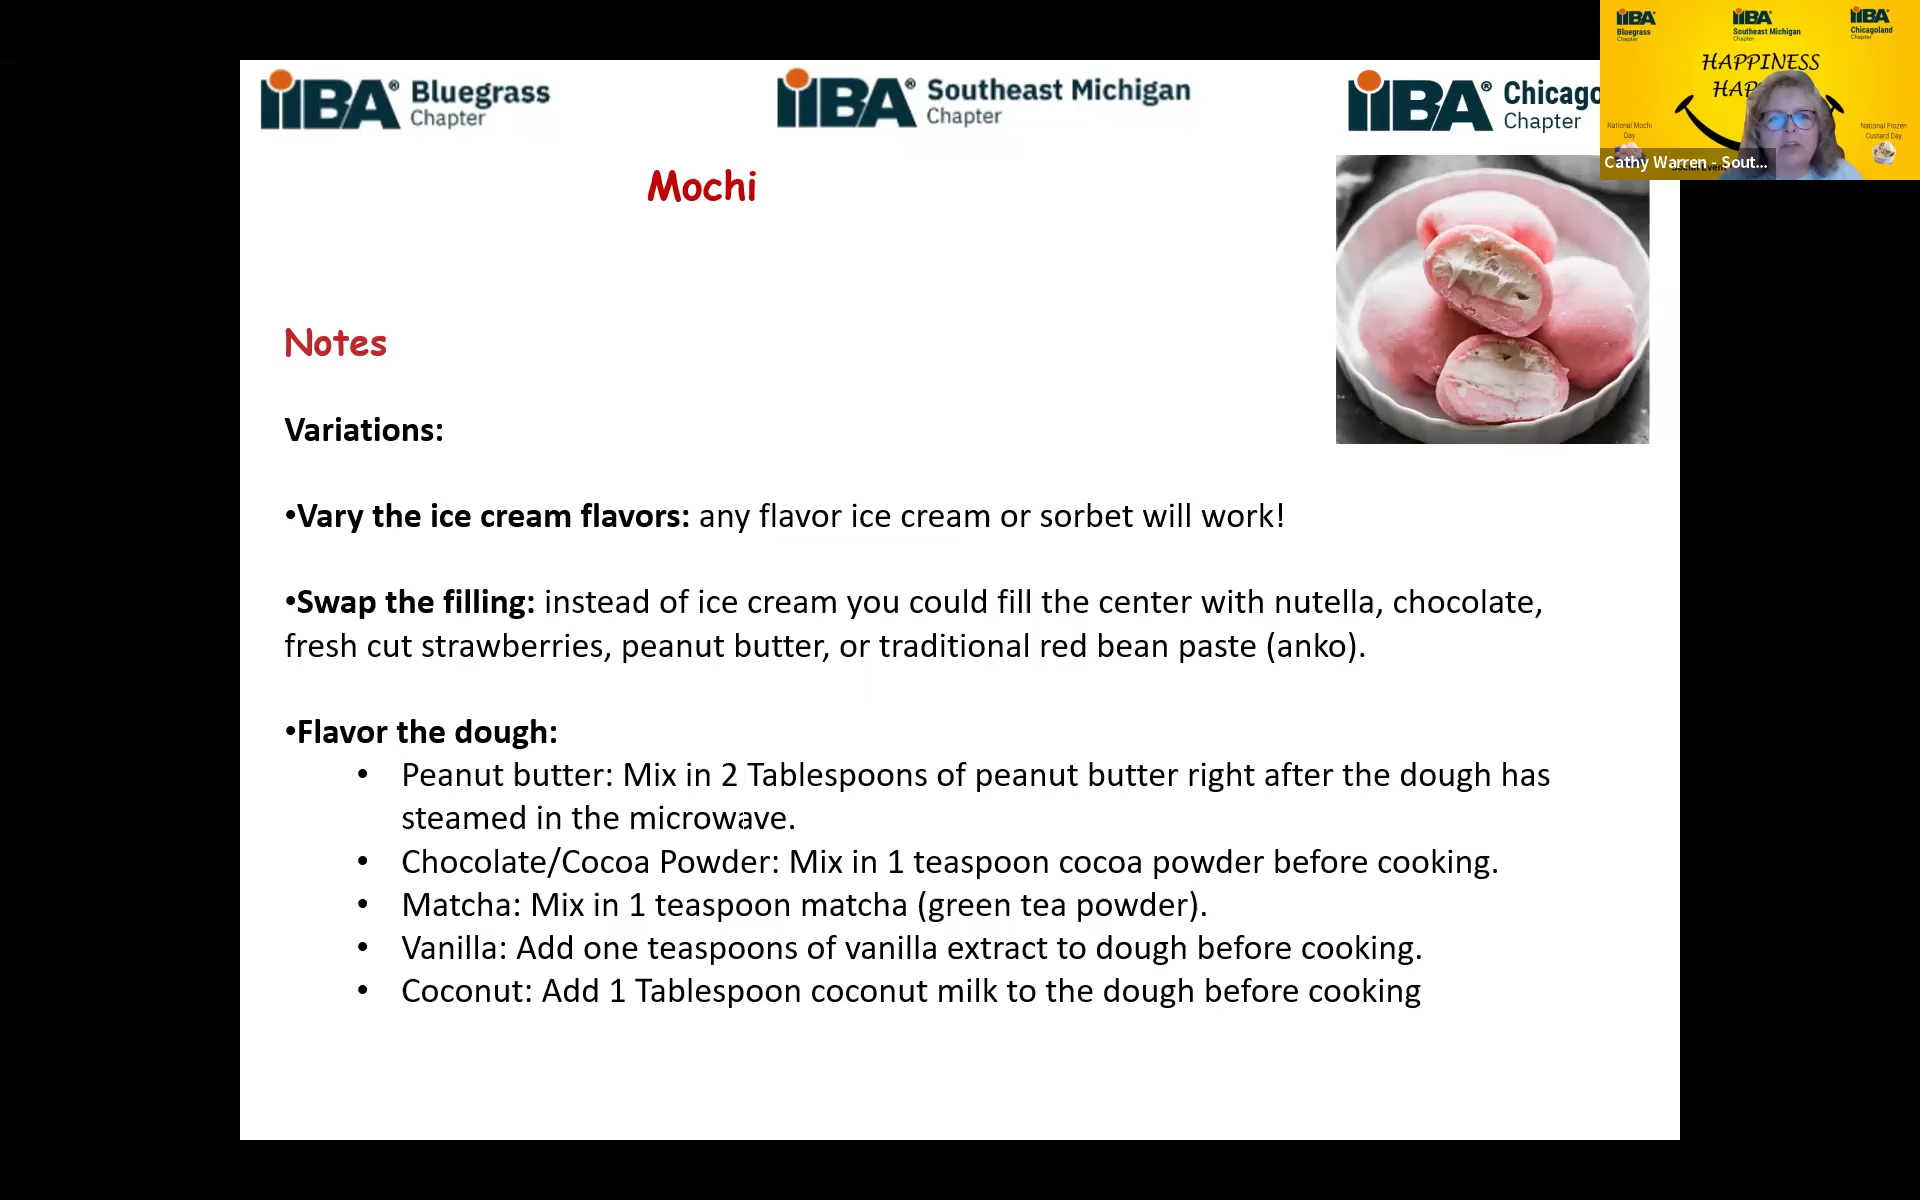 iiBA® Bluegrass
Chapter
iiBA® Southeast Michigan
Chapter
iiBA® Chicago
Chapter
iiBA®
Bluegrass
Chapter
iiBA®
Southeast Michigan
Chapter
iiBA®
Chicagoland
Chapter
HAPPINESS
HAP
National Mochi
Day
National Frozen
Custard Day
Cathy Warren - Sout...
Mochi
Notes
Variations:
•Vary the ice cream flavors: any flavor ice cream or sorbet will work!
•Swap the filling: instead of ice cream you could fill the center with nutella, chocolate,
fresh cut strawberries, peanut butter, or traditional red bean paste (anko).
•Flavor the dough:
• Peanut butter: Mix in 2 Tablespoons of peanut butter right after the dough has
steamed in the microwave.
• Chocolate/Cocoa Powder: Mix in 1 teaspoon cocoa powder before cooking.
• Matcha: Mix in 1 teaspoon matcha (green tea powder).
• Vanilla: Add one teaspoons of vanilla extract to dough before cooking.
• Coconut: Add 1 Tablespoon coconut milk to the dough before cooking